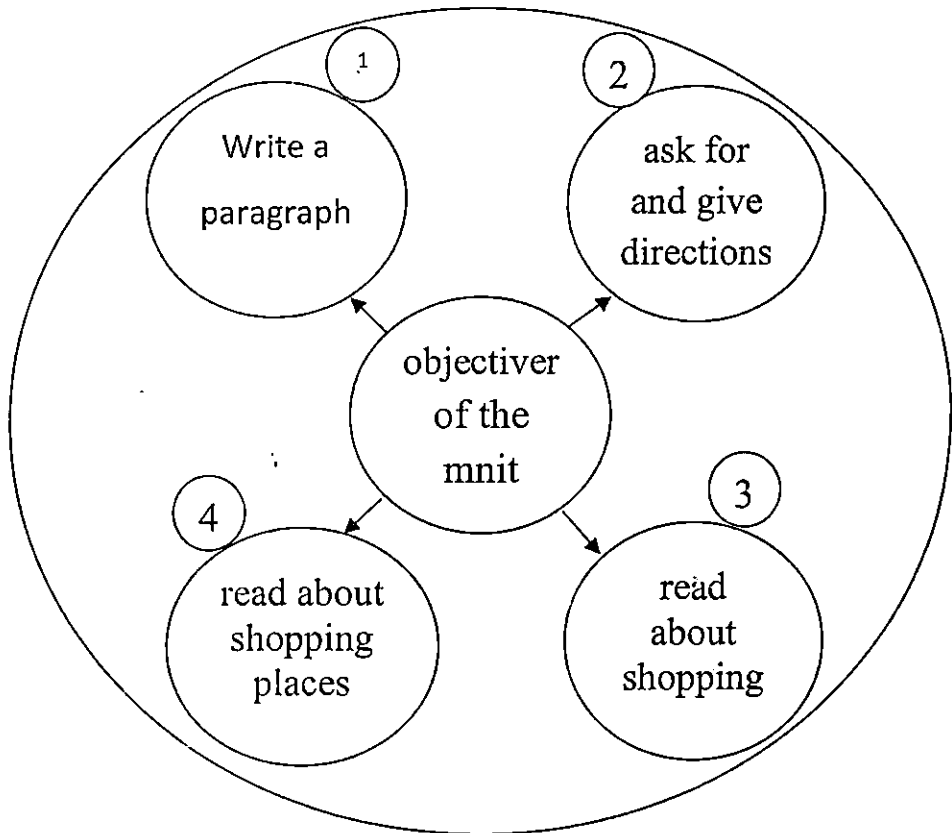 1
Write a
paragraph
2
ask for
and give
directions
objectiver
of the
mnit
3
read
about
shopping
4
read about
shopping
places